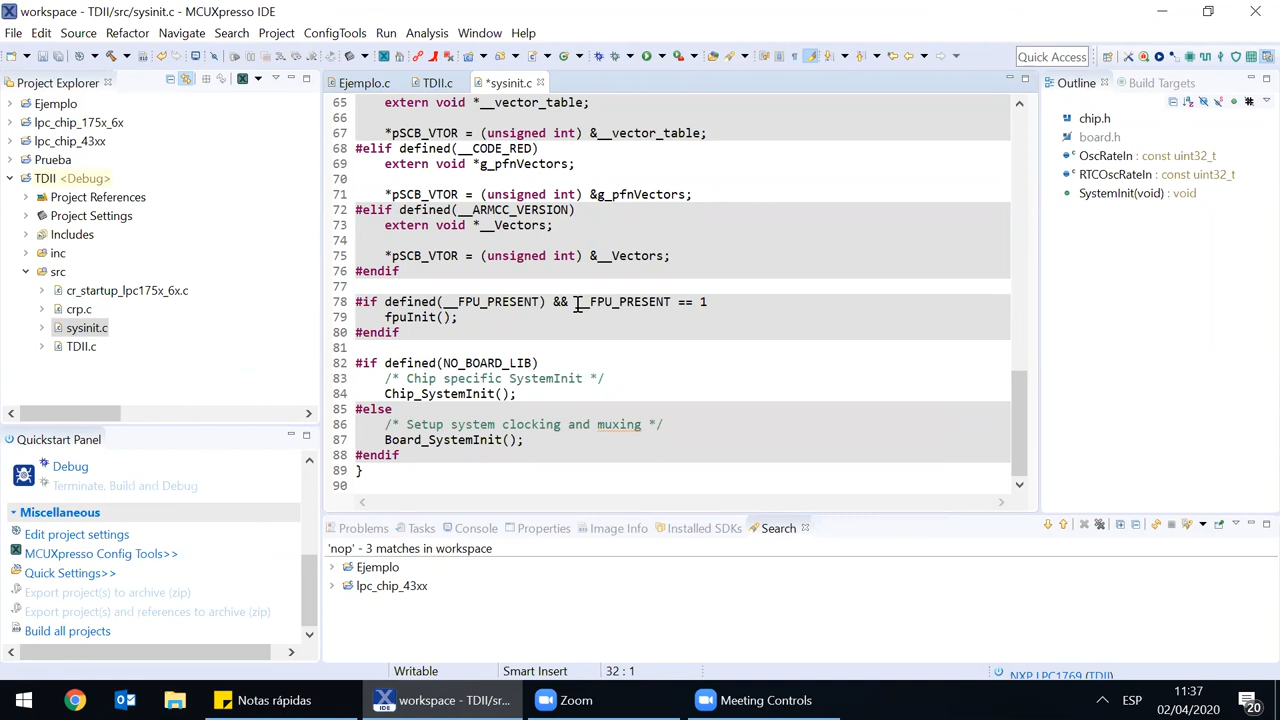 TDII/src/sysinit.c - MCUXpresso IDE
File Edit Source Refactor Navigate Search Project ConfigTools Run Analysis Window Help
Quick Access
Project Explorer
Ejemplo
lpc_chip_175x_6x
lpc_chip_43xx
Prueba
TDII <Debug>
Project References
Project Settings
Includes
inc
src
cr_startup_lpc175x_6x.c
crp.c
sysinit.c
TDII.c
Quickstart Panel
Debug
Terminate, Build and Debug
Miscellaneous
Edit project settings
MCUXpresso Config Tools>>
Quick Settings>>
Export project(s) to archive (zip)
Export project(s) and references to archive (zip)
Build all projects
Ejemplo.c TDII.c *sysinit.c
65 extern void *__vector_table;
66
67 *pSCB_VTOR = (unsigned int) &__vector_table;
68 #elif defined(__CODE_RED)
69 extern void *g_pfnVectors;
70
71 *pSCB_VTOR = (unsigned int) &g_pfnVectors;
72 #elif defined(__ARMCC_VERSION)
73 extern void *__Vectors;
74
75 *pSCB_VTOR = (unsigned int) &__Vectors;
76 #endif
77
78 #if defined(__FPU_PRESENT) && __FPU_PRESENT == 1
79 fpuInit();
80 #endif
81
82 #if defined(NO_BOARD_LIB)
83 /* Chip specific SystemInit */
84 Chip_SystemInit();
85 #else
86 /* Setup system clocking and muxing */
87 Board_SystemInit();
88 #endif
89 }
90
Outline Build Targets
chip.h
board.h
OscRateIn : const uint32_t
RTCOscRateIn : const uint32_t
SystemInit(void) : void
Problems Tasks Console Properties Image Info Installed SDKs Search
'nop' - 3 matches in workspace
Ejemplo
lpc_chip_43xx
Writable Smart Insert 32 : 1 NXP LPC1769 (TDII)
Notas rápidas workspace - TDII/sr... Zoom Meeting Controls ESP 11:37
02/04/2020 20